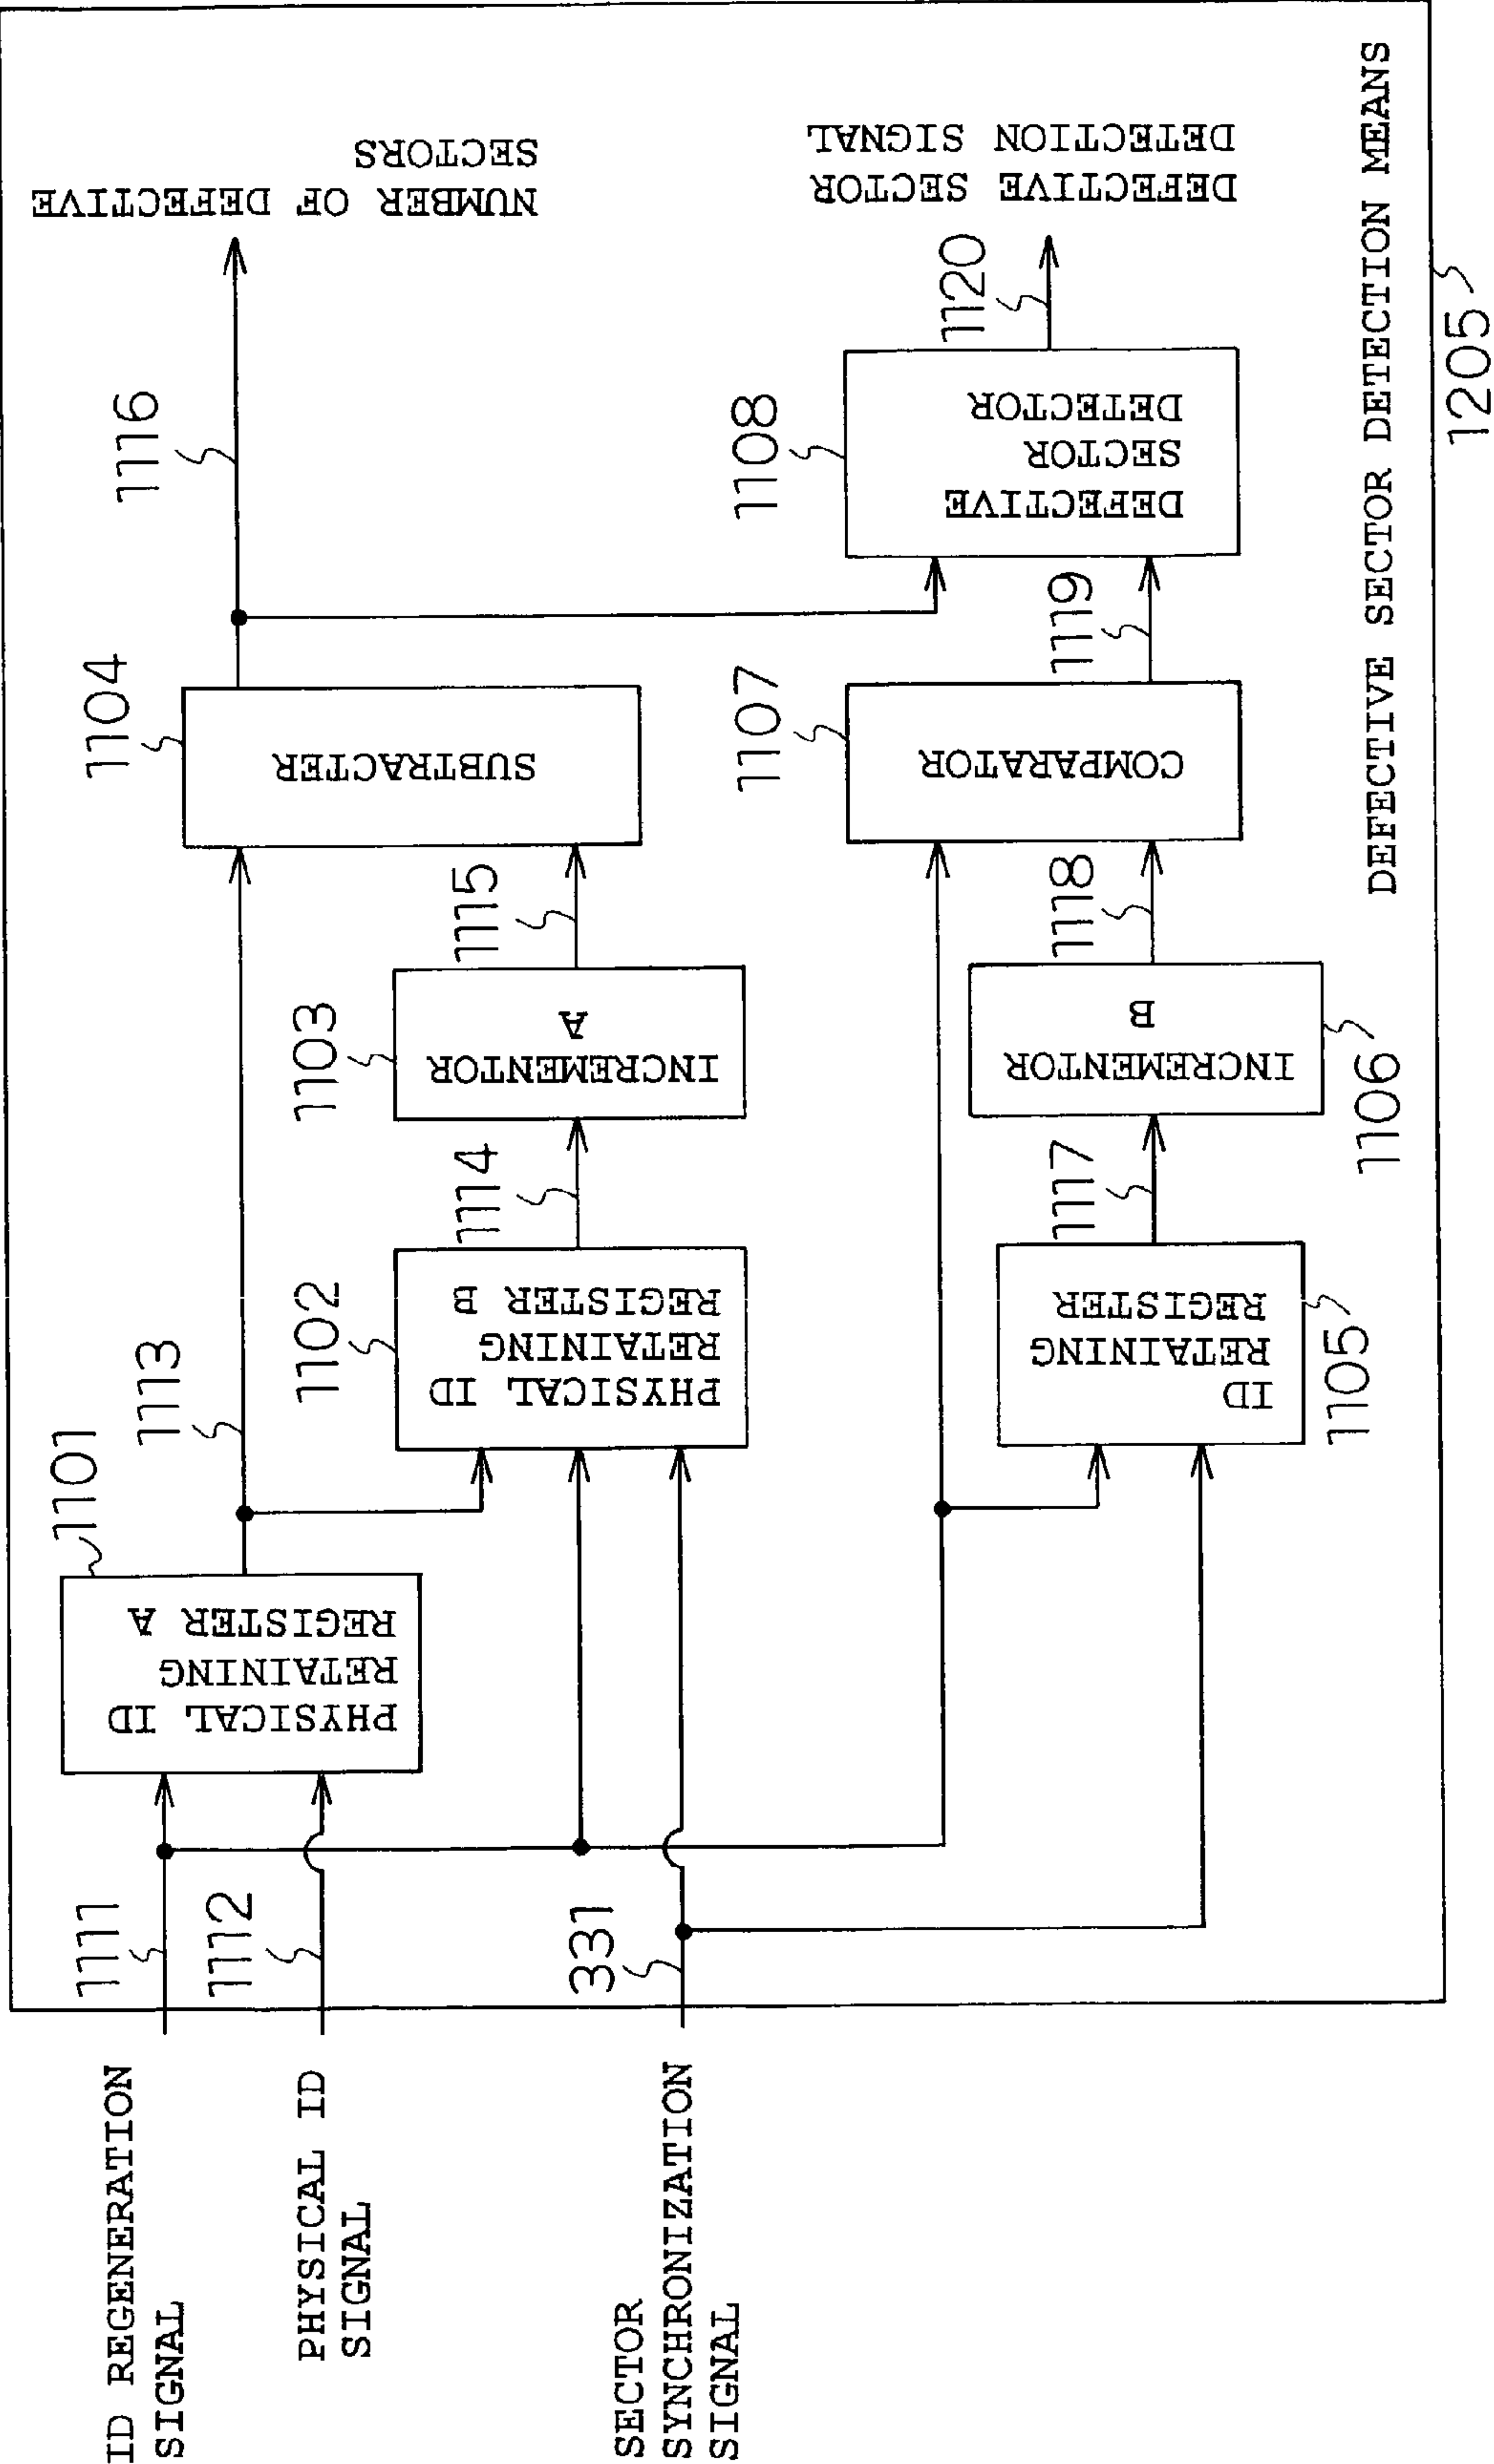 ID REGENERATION
SIGNAL
1111
PHYSICAL ID
SIGNAL
1112
SECTOR
SYNCHRONIZATION
SIGNAL
331
PHYSICAL ID
RETAINING
REGISTER A
1101
1113
PHYSICAL ID
RETAINING
REGISTER B
1102
1114
INCREMENTOR
A
1103
1115
SUBTRACTER
1104
1116
NUMBER OF DEFECTIVE
SECTORS
ID
RETAINING
REGISTER
1105
1117
INCREMENTOR
B
1106
1118
COMPARATOR
1107
1119
DEFECTIVE
SECTOR
DETECTOR
1108
1120
DEFECTIVE SECTOR
DETECTION SIGNAL
DEFECTIVE SECTOR DETECTION MEANS
1205